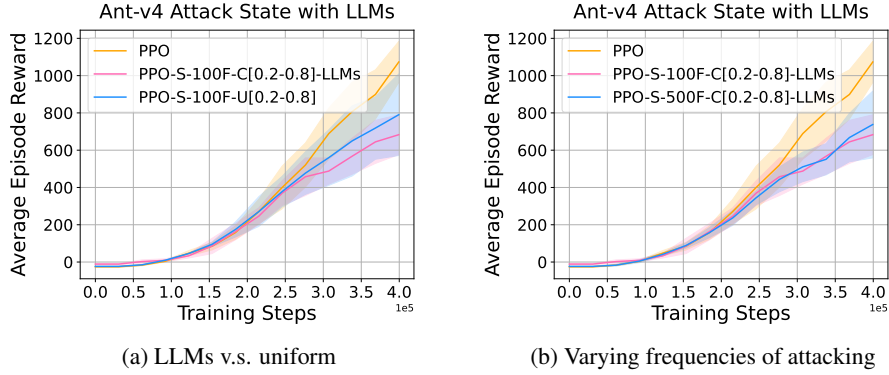 Ant-v4 Attack State with LLMs
1200
1000
800
600
400
200
0
Average Episode Reward
PPO
PPO-S-100F-C[0.2-0.8]-LLMs
PPO-S-100F-U[0.2-0.8]
0.0 0.5 1.0 1.5 2.0 2.5 3.0 3.5 4.0
1e5
Training Steps
(a) LLMs v.s. uniform
Ant-v4 Attack State with LLMs
1200
1000
800
600
400
200
0
Average Episode Reward
PPO
PPO-S-100F-C[0.2-0.8]-LLMs
PPO-S-500F-C[0.2-0.8]-LLMs
0.0 0.5 1.0 1.5 2.0 2.5 3.0 3.5 4.0
1e5
Training Steps
(b) Varying frequencies of attacking